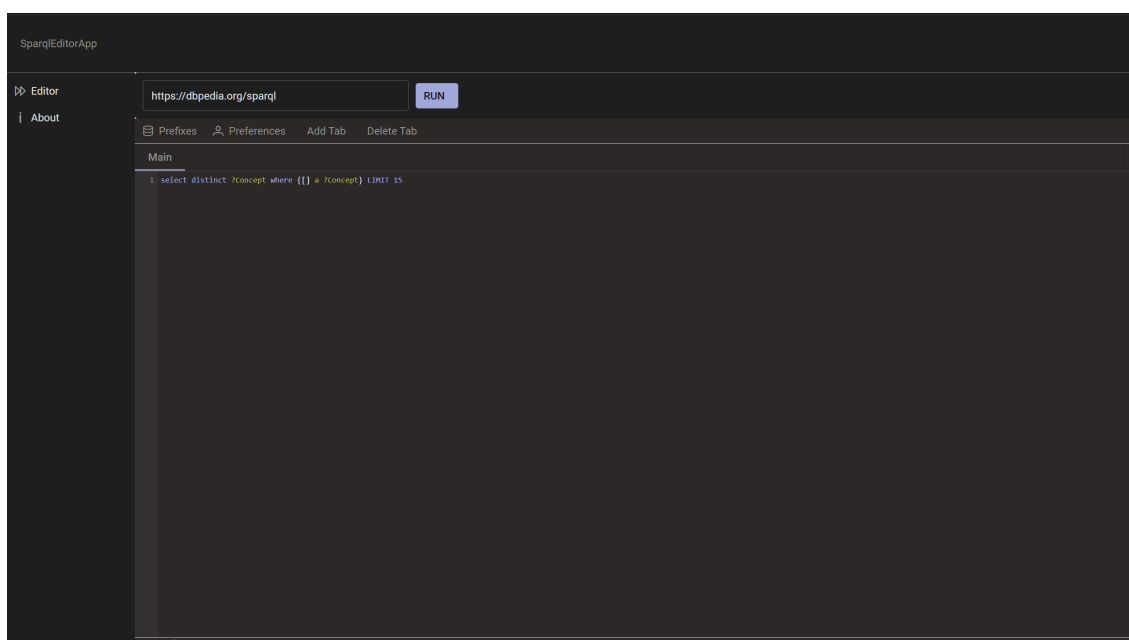 SparqlEditorApp
Editor
About
https://dbpedia.org/sparql RUN
Prefixes Preferences Add Tab Delete Tab
Main
1 select distinct ?Concept where {[] a ?Concept} LIMIT 15